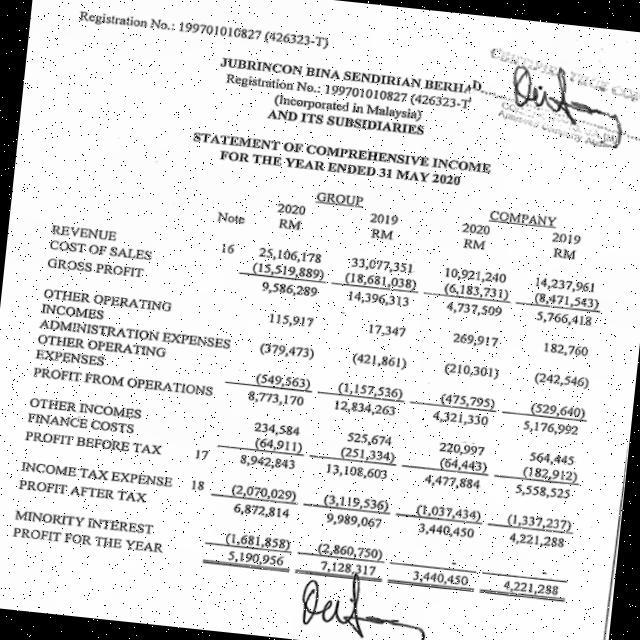 Registration No.: 199701010827 (426323-T)
JUBRINCON BINA SENDIRIAN BERHAD
Registration No.: 199701010827 (426323-T
(Incorporated in Malaysia)
AND ITS SUBSIDIARIES
STATEMENT OF COMPREHENSIVE INCOME
FOR THE YEAR ENDED 31 MAY 2020
GROUP COMPANY
Note 2020 2019 2020 2019
RM RM RM RM
REVENUE 16 25,106,178 33,077,351 10,921,240 14,237,961
COST OF SALES (15,519,889) (18,681,038) (6,183,731) (8,471,543)
GROSS PROFIT 9,586,289 14,396,313 4,737,509 5,766,418
OTHER OPERATING
INCOMES 115,917 17,347 269,917 182,760
ADMINISTRATION EXPENSES (379,473) (421,861) (210,301) (242,546)
OTHER OPERATING
EXPENSES (549,563) (1,157,536) (475,795) (529,640)
PROFIT FROM OPERATIONS 8,773,170 12,834,263 4,321,330 5,176,992
OTHER INCOMES 234,584 525,674 220,997 564,445
FINANCE COSTS (64,911) (251,334) (64,443) (182,912)
PROFIT BEFORE TAX 17 8,942,843 13,108,603 4,477,884 5,558,525
INCOME TAX EXPENSE 18 (2,070,029) (3,119,536) (1,037,434) (1,337,237)
PROFIT AFTER TAX 6,872,814 9,989,067 3,440,450 4,221,288
MINORITY INTEREST (1,681,858) (2,860,750) - -
PROFIT FOR THE YEAR 5,190,956 7,128,317 3,440,450 4,221,288